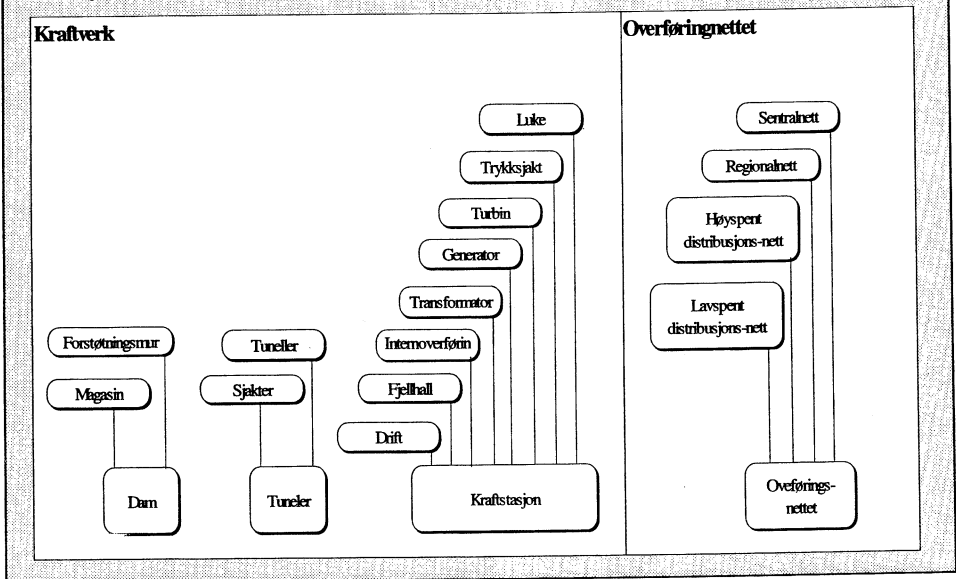 Kraftverk
Luke
Trykksjakt
Turbin
Generator
Transformator
Forstøtningsmur
Tuneller
Internoverførin
Magasin
Sjakter
Fjellhall
Drift
Dam
Tuneler
Kraftstasjon
Overføringnettet
Sentralnett
Regionalnett
Høyspent
distribusjons-nett
Lavspent
distribusjons-nett
Oveførings-
nettet